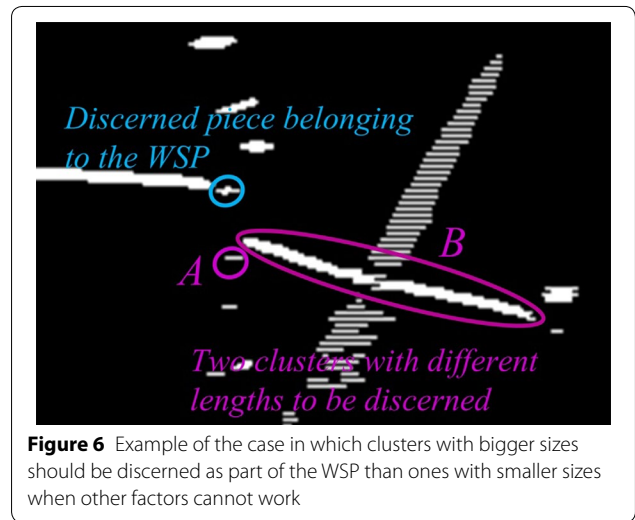 Discerned piece belonging
to the WSP
B
A
Two clusters with different
lengths to be discerned
Figure 6 Example of the case in which clusters with bigger sizes
should be discerned as part of the WSP than ones with smaller sizes
when other factors cannot work